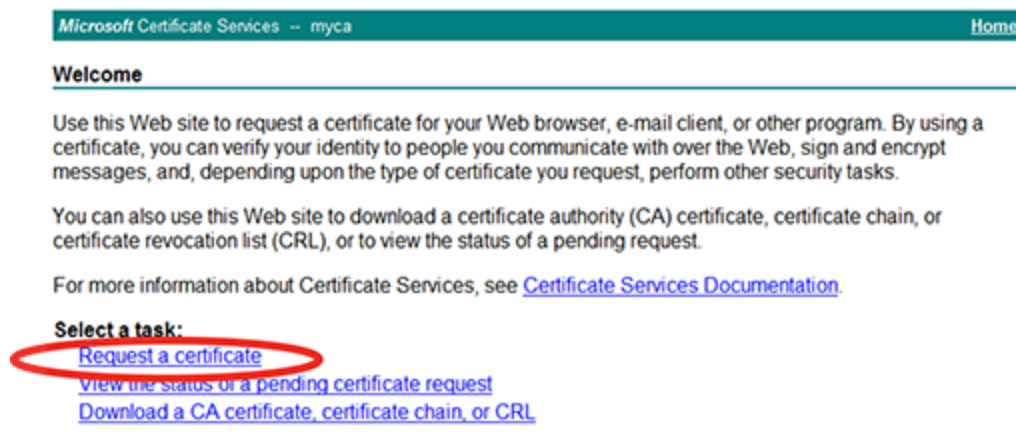 Microsoft Certificate Services -- myca Home
Welcome
Use this Web site to request a certificate for your Web browser, e-mail client, or other program. By using a
certificate, you can verify your identity to people you communicate with over the Web, sign and encrypt
messages, and, depending upon the type of certificate you request, perform other security tasks.
You can also use this Web site to download a certificate authority (CA) certificate, certificate chain, or
certificate revocation list (CRL), or to view the status of a pending request.
For more information about Certificate Services, see Certificate Services Documentation.
Select a task:
Request a certificate
View the status of a pending certificate request
Download a CA certificate, certificate chain, or CRL